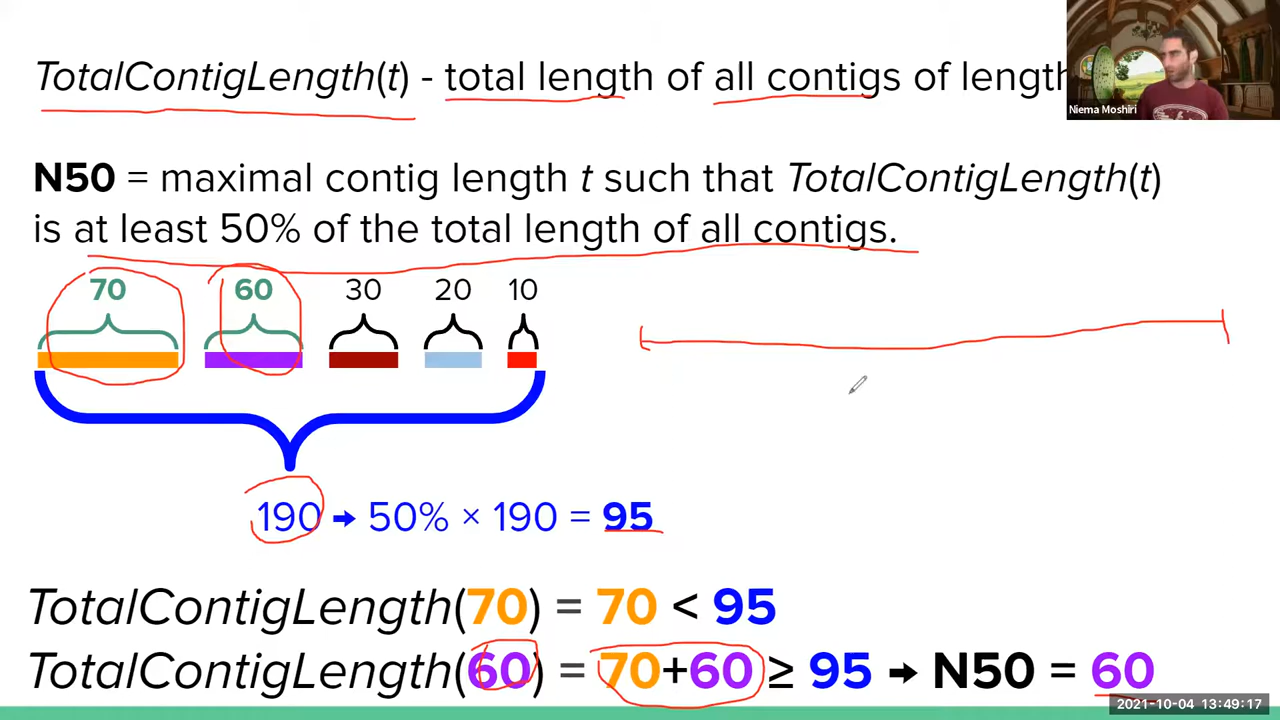 TotalContigLength(t) - total length of all contigs of length
Niema Moshiri
N50 = maximal contig length t such that TotalContigLength(t)
is at least 50% of the total length of all contigs.
70 60 30 20 10
190 → 50% × 190 = 95
TotalContigLength(70) = 70 < 95
TotalContigLength(60) = 70+60 ≥ 95 → N50 = 60
2021-10-04 13:49:17